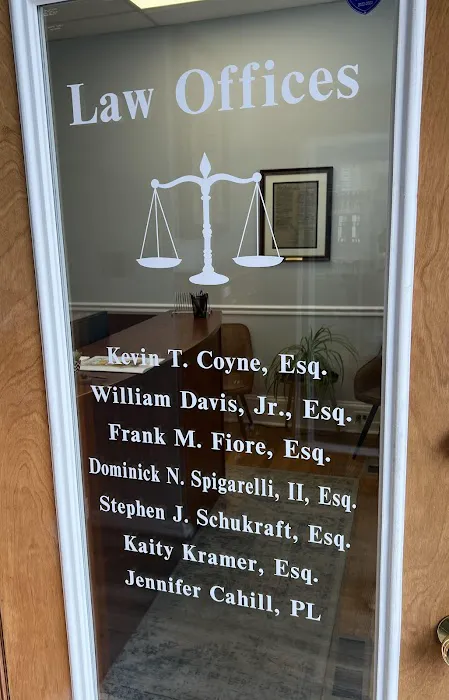 Law Offices
Kevin T. Coyne, Esq.
William Davis, Jr., Esq.
Frank M. Fiore, Esq.
Dominick N. Spigarelli, II, Esq.
Stephen J. Schukraft, Esq.
Kaity Kramer, Esq.
Jennifer Cahill, PL